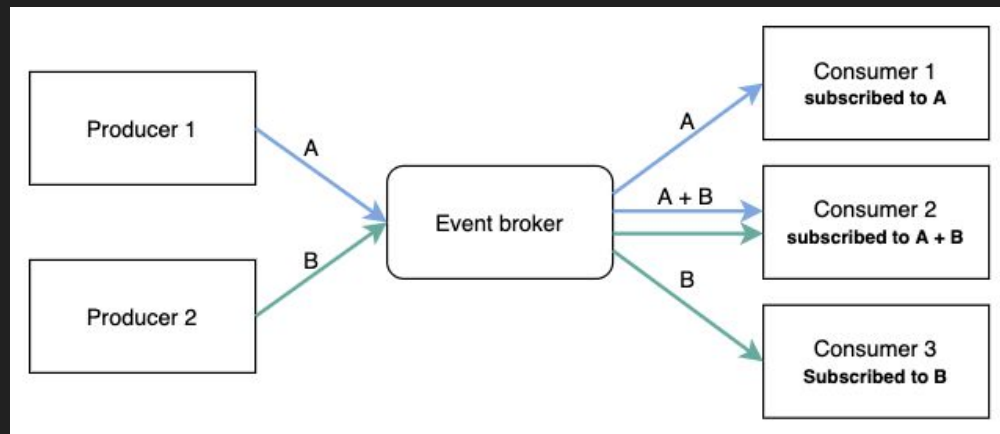 Producer 1
A
Producer 2
B
Event broker
A
A + B
B
Consumer 1
subscribed to A
Consumer 2
subscribed to A + B
Consumer 3
Subscribed to B